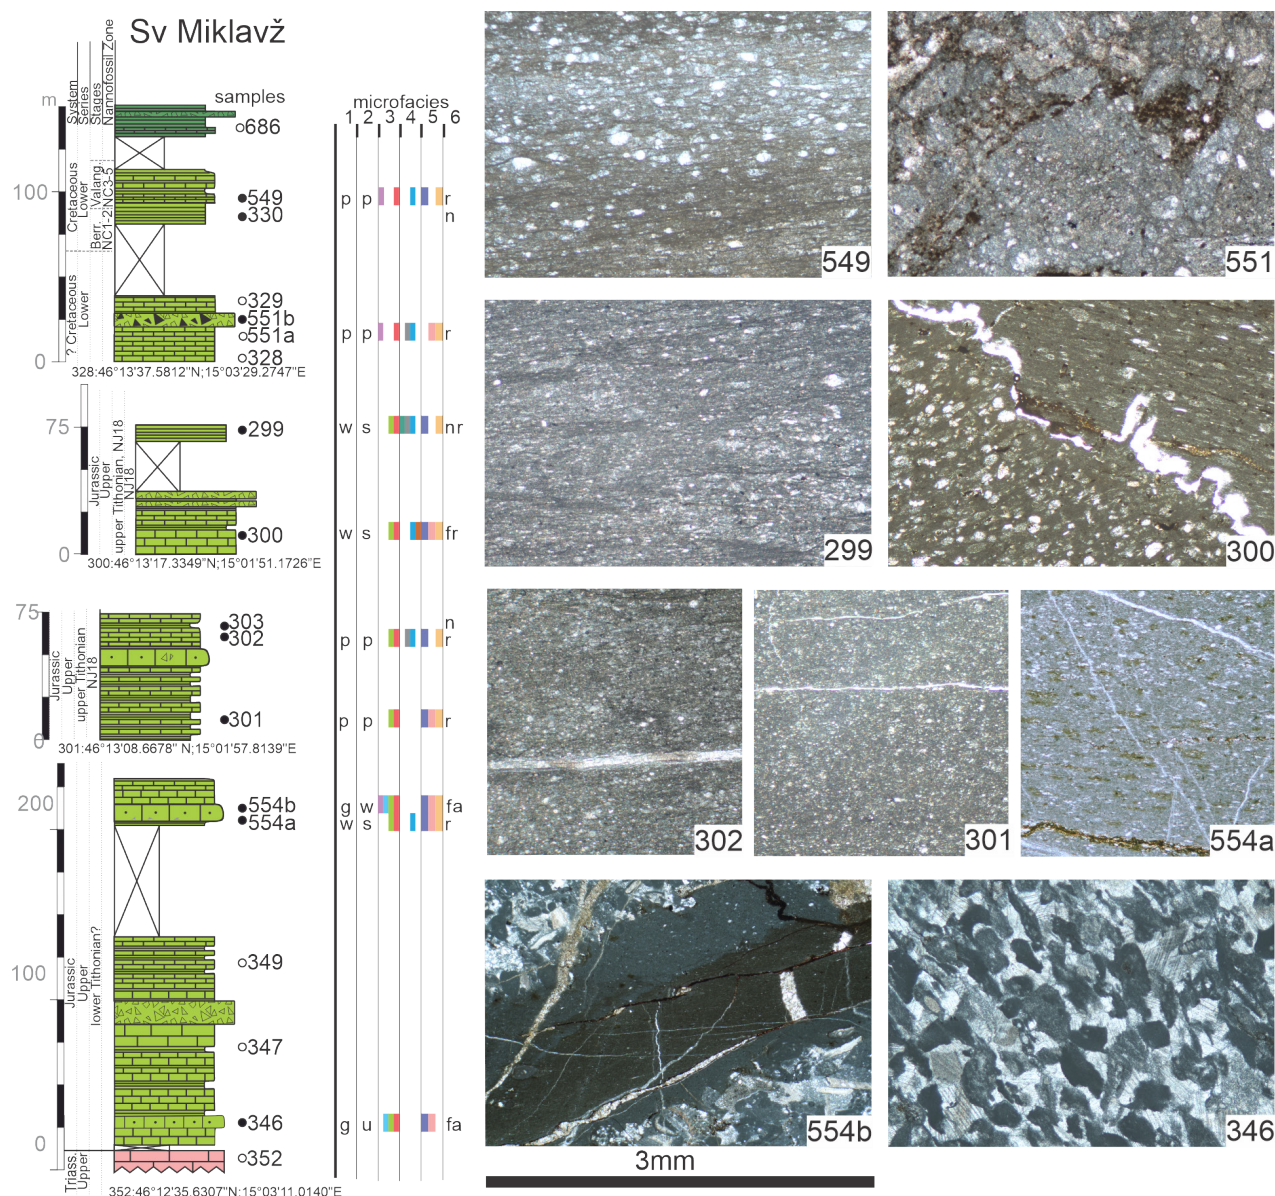 Sv Miklavž
System
Series
Stages
Nannofossil Zone
m
samples
686
100
Cretaceous
Lower
Valang.
NC3-5
549
330
Berr.
NC1-2
? Cretaceous
Lower
329
551b
551a
328
0
328:46°13'37.5812"N;15°03'29.2747"E
75
299
Jurassic
Upper
upper Tithonian, NJ18
NJ18
300
0
300:46°13'17.3349"N;15°01'51.1726"E
75
303
302
Jurassic
Upper
upper Tithonian
NJ18
301
0
301:46°13'08.6678" N;15°01'57.8139"E
200
554b
554a
100
349
Jurassic
Upper
lower Tithonian?
347
346
0
352
Triass.
Upper
352:46°12'35.6307"N;15°03'11.0140"E
microfacies
1 2 3 4 5 6
p p r
n
p p r
w s nr
w s fr
n
p p r
p p r
g w fa
w s r
g u fa
549
551
299
300
302
301
554a
554b
346
3mm